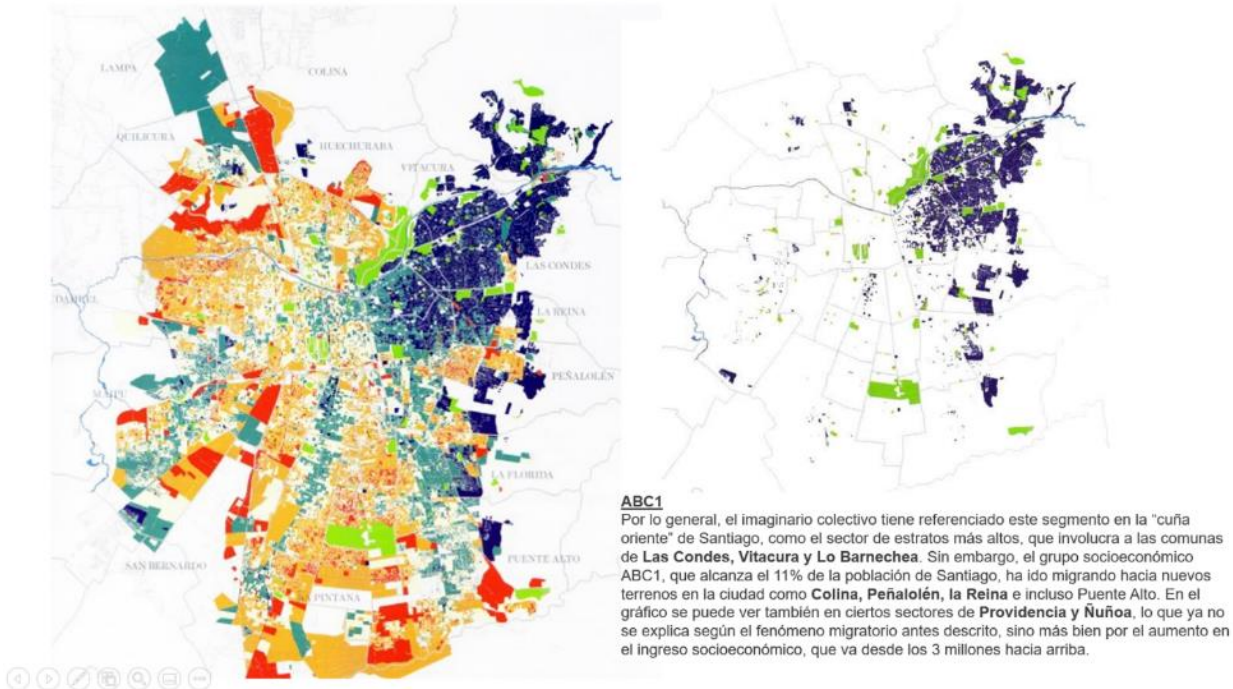 LAMPA
COLINA
QUILICURA
HUECHURABA
VITACURA
LAS CONDES
LA REINA
PEÑALOLÉN
MAIPU
LA FLORIDA
SAN BERNARDO
PUENTE ALTO
LA PINTANA
ABC1
Por lo general, el imaginario colectivo tiene referenciado este segmento en la “cuña
oriente” de Santiago, como el sector de estratos más altos, que involucra a las comunas
de Las Condes, Vitacura y Lo Barnechea. Sin embargo, el grupo socioeconómico
ABC1, que alcanza el 11% de la población de Santiago, ha ido migrando hacia nuevos
terrenos en la ciudad como Colina, Peñalolén, la Reina e incluso Puente Alto. En el
gráfico se puede ver también en ciertos sectores de Providencia y Ñuñoa, lo que ya no
se explica según el fenómeno migratorio antes descrito, sino más bien por el aumento en
el ingreso socioeconómico, que va desde los 3 millones hacia arriba.